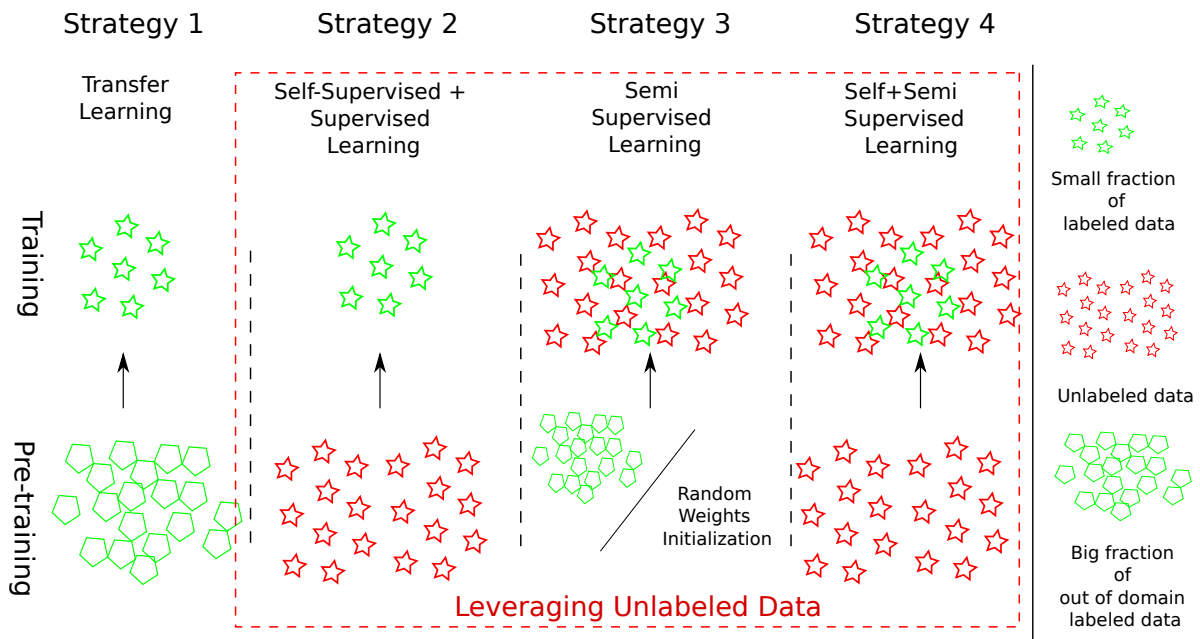 Strategy 1
Strategy 2
Strategy 3
Strategy 4
Transfer
Learning
Self-Supervised +
Supervised
Learning
Semi
Supervised
Learning
Self+Semi
Supervised
Learning
Training
Pre-training
Random
Weights
Initialization
Leveraging Unlabeled Data
Small fraction
of
labeled data
Unlabeled data
Big fraction
of
out of domain
labeled data